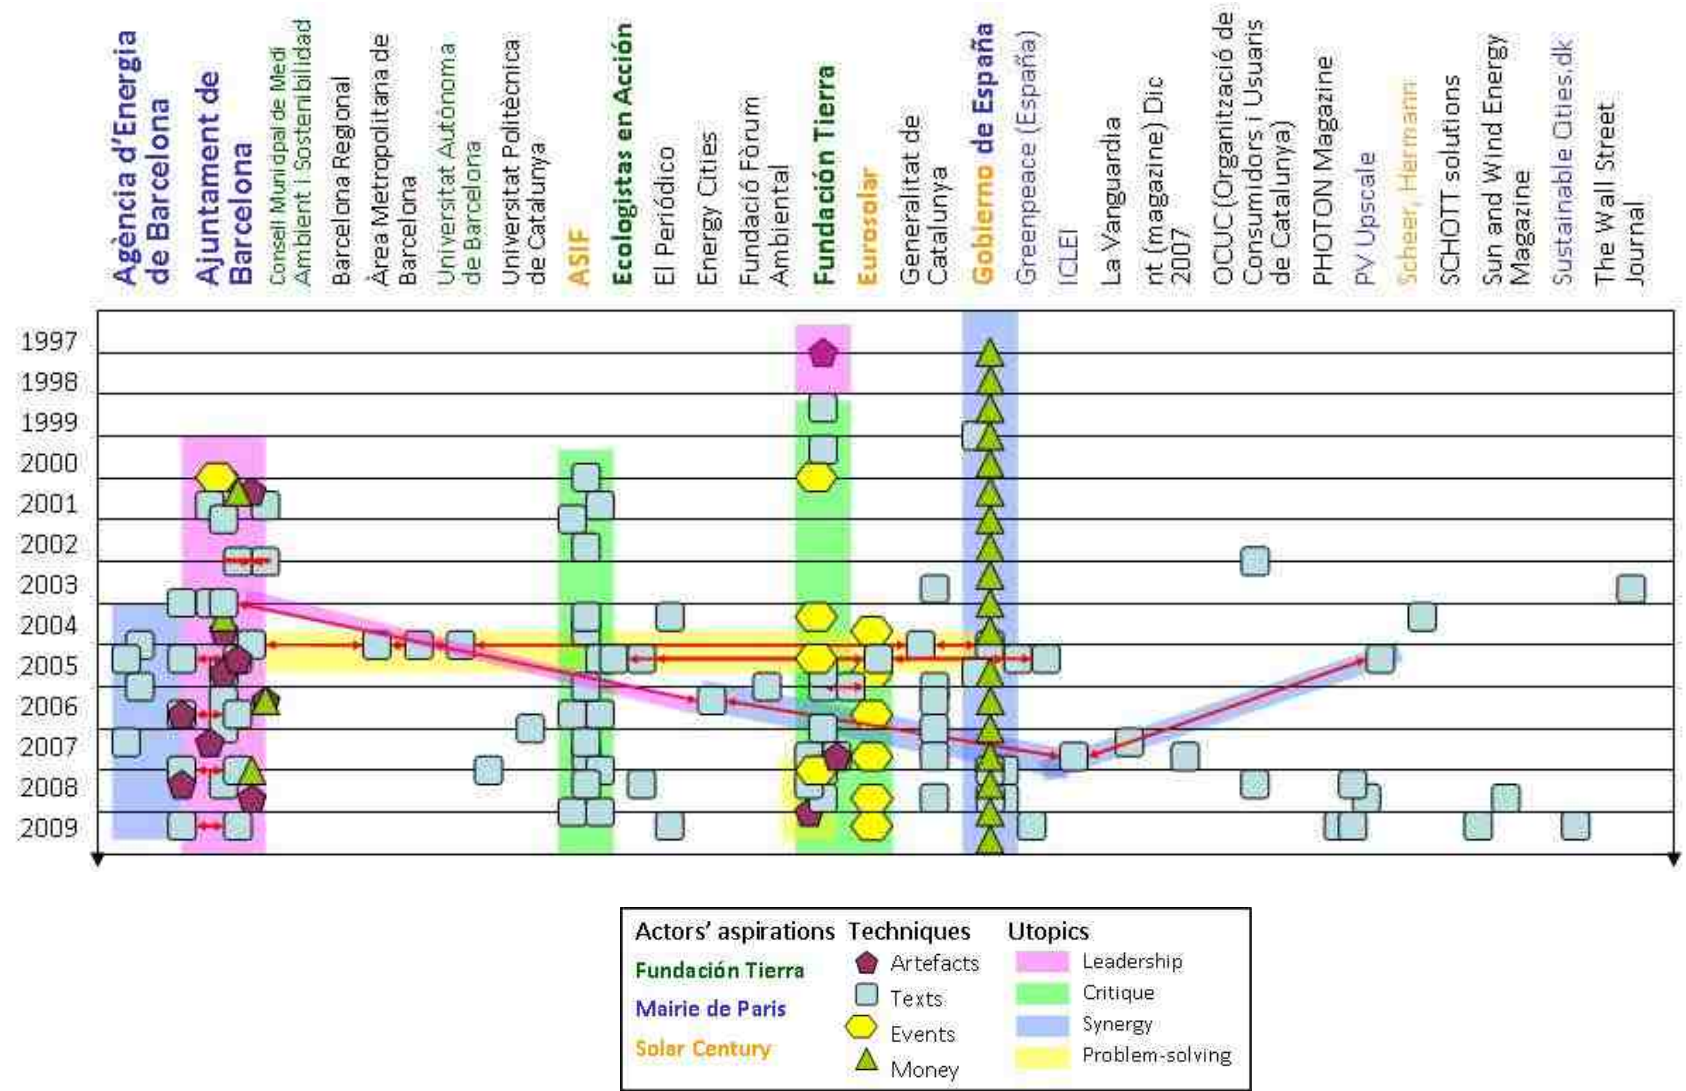 Agència d'Energia
de Barcelona
Ajuntament de
Barcelona
Consell Municipal de Medi
Ambient i Sostenibilidad
Barcelona Regional
Àrea Metropolitana de
Barcelona
Universitat Autònoma
de Barcelona
Universitat Politècnica
de Catalunya
ASIF
Ecologistas en Acción
El Periódico
Energy Cities
Fundació Fòrum
Ambiental
Fundación Tierra
Eurosolar
Generalitat de
Catalunya
Gobierno de España
Greenpeace (España)
ICLEI
La Vanguardia
nt (magazine) Dic
2007
OCUC (Organització de
Consumidors i Usuaris
de Catalunya)
PHOTON Magazine
PV Upscale
Scheer, Hermann
SCHOTT solutions
Sun and Wind Energy
Magazine
Sustainable Cities.dk
The Wall Street
Journal
1997
1998
1999
2000
2001
2002
2003
2004
2005
2006
2007
2008
2009
Actors' aspirations
Fundación Tierra
Mairie de Paris
Solar Century
Techniques
Artefacts
Texts
Events
Money
Utopics
Leadership
Critique
Synergy
Problem-solving